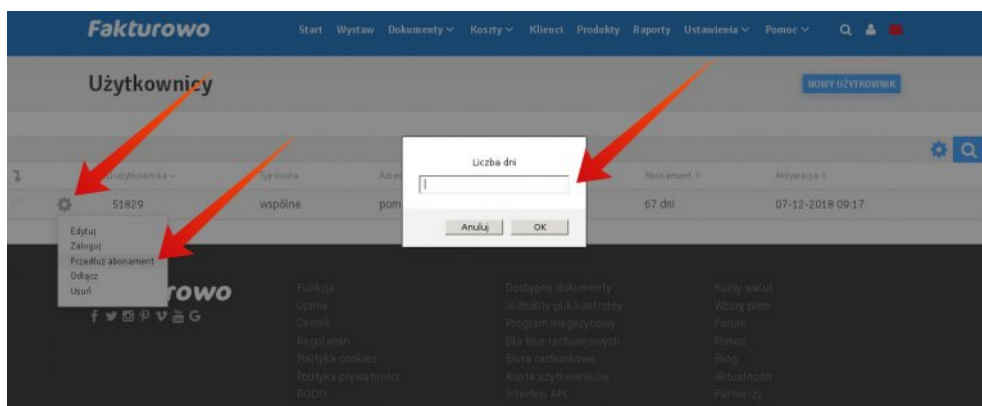 Fakturowo Start Wystaw Dokumenty Koszty Klienci Produkty Raporty Ustawienia Pomoc
Użytkownicy NOWY UŻYTKOWNIK
Liczba dni
użytkownika Typ konta Abonament Aktywacja
51829 wspólne pom 67 dni 07-12-2018 09:17
Anuluj OK
Edytuj
Zaloguj
Przedłuż abonament
Odłącz
Usuń
owo
Funkcje Dostępne dokumenty Kursy walut
Opinie Jednolity plik kontrolny Wzory pism
Cennik Program magazynowy Forum
Regulamin Dla biur rachunkowych Pomoc
Polityka cookies Biura rachunkowe Blog
Polityka prywatności Konta użytkowników Aktualności
RODO Interfejs API Partnerzy